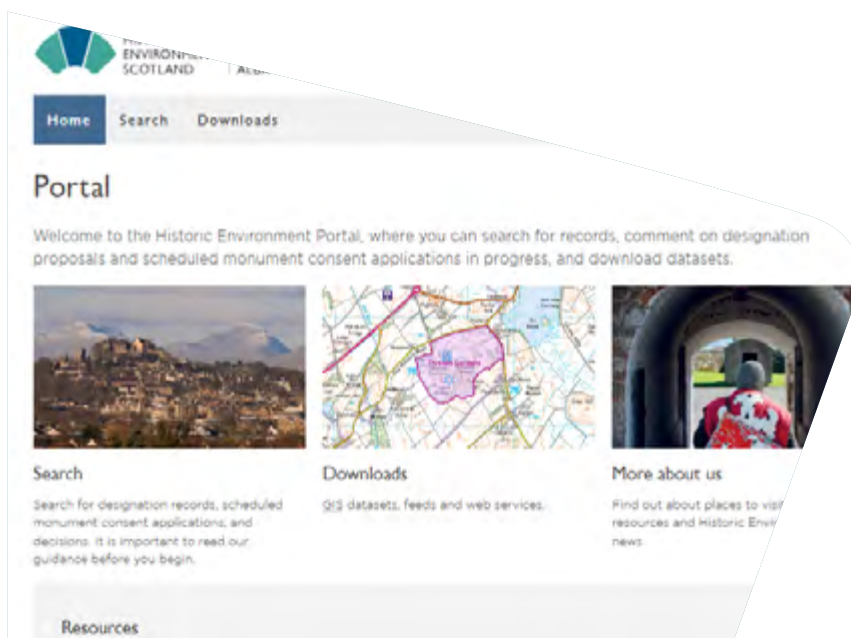 ENVIRONME
SCOTLAND
Home Search Downloads
Portal
Welcome to the Historic Environment Portal, where you can search for records, comment on designation
proposals and scheduled monument consent applications in progress, and download datasets.
Search
Search for designation records, scheduled
monument consent applications, and
decisions. It is important to read our
guidance before you begin.
Downloads
GIS datasets, feeds and web services.
More about us
Find out about places to visit
resources and Historic Envir
news
Resources